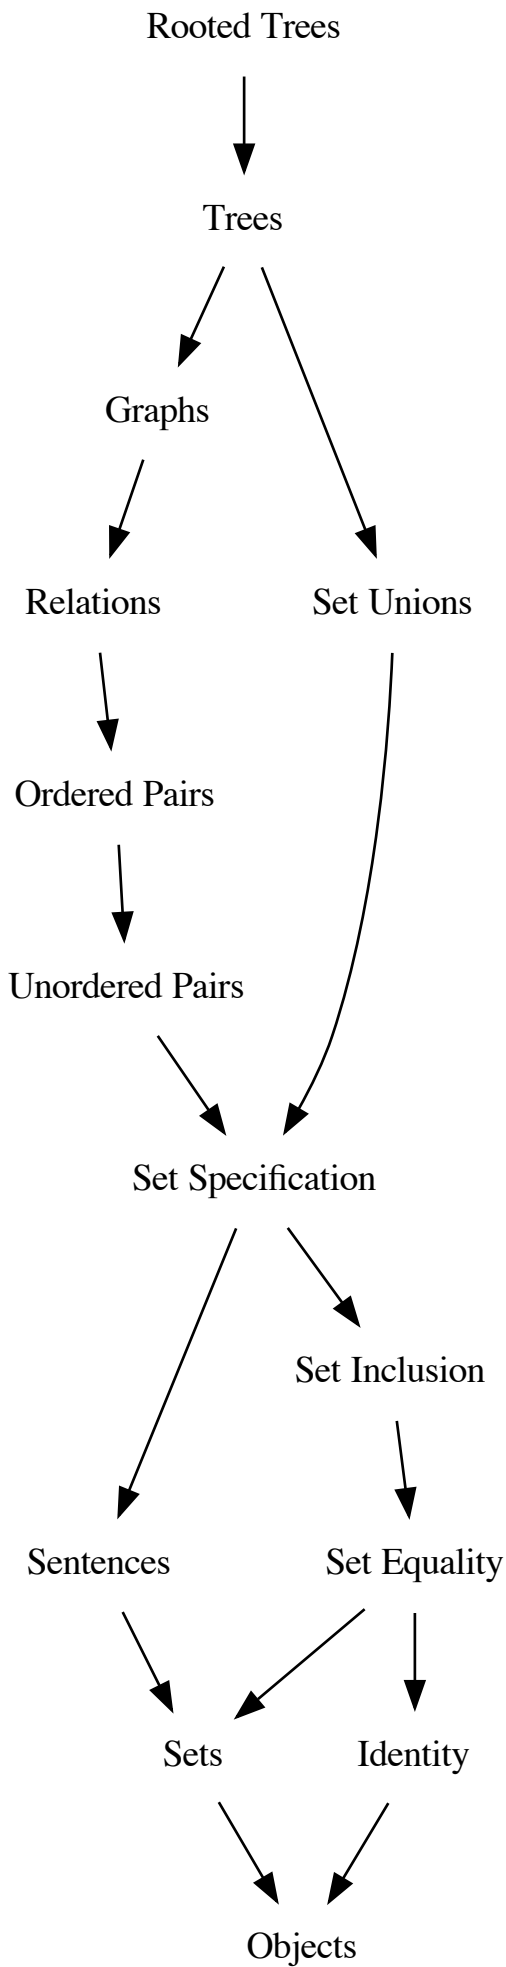 Rooted Trees
Trees
Graphs
Relations
Set Unions
Ordered Pairs
Unordered Pairs
Set Specification
Set Inclusion
Sentences
Set Equality
Sets
Identity
Objects